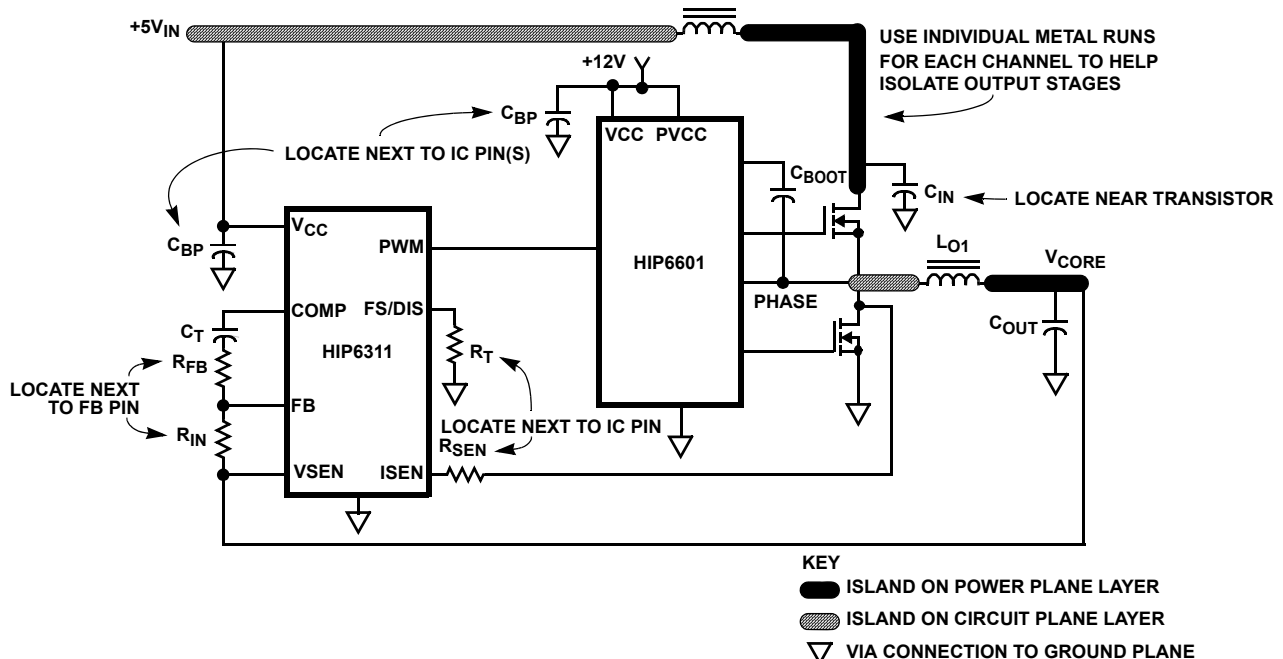 +5VIN
USE INDIVIDUAL METAL RUNS
FOR EACH CHANNEL TO HELP
ISOLATE OUTPUT STAGES
+12V
CBP
VCC PVCC
LOCATE NEXT TO IC PIN(S)
CBOOT
CIN
LOCATE NEAR TRANSISTOR
VCC
CBP
PWM
HIP6601
LO1
VCORE
PHASE
COMP
FS/DIS
CT
HIP6311
RT
COUT
RFB
LOCATE NEXT
TO FB PIN
FB
RIN
LOCATE NEXT TO IC PIN
RSEN
VSEN
ISEN
KEY
ISLAND ON POWER PLANE LAYER
ISLAND ON CIRCUIT PLANE LAYER
VIA CONNECTION TO GROUND PLANE